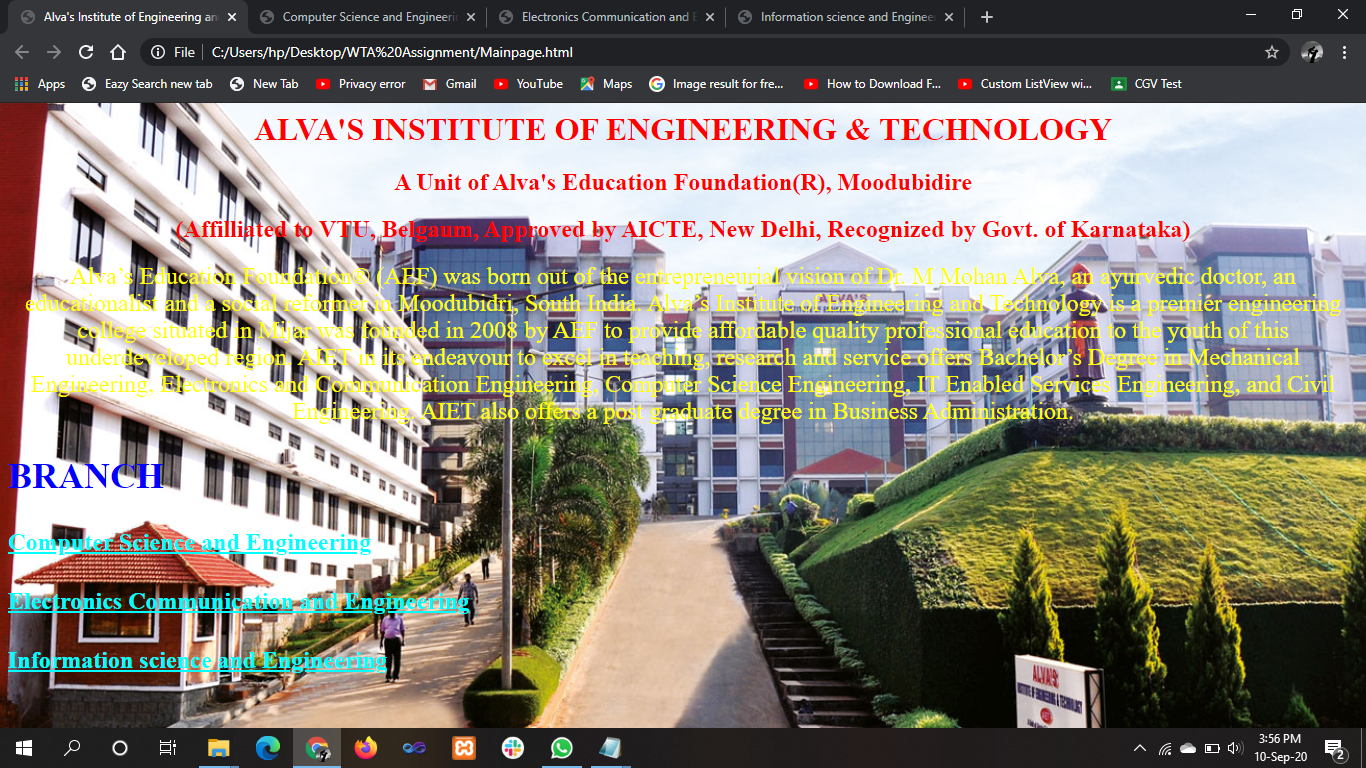 Alva's Institute of Engineering an
Computer Science and Engineerin
Electronics Communication and E
Information science and Engineer
File
C:/Users/hp/Desktop/WTA%20Assignment/Mainpage.html
Apps
Eazy Search new tab
New Tab
Privacy error
Gmail
YouTube
Maps
Image result for fre...
How to Download F...
Custom ListView wi...
CGV Test
ALVA'S INSTITUTE OF ENGINEERING & TECHNOLOGY
A Unit of Alva's Education Foundation(R), Moodubidire
(Affilliated to VTU, Belgaum, Approved by AICTE, New Delhi, Recognized by Govt. of Karnataka)
Alva’s Education Foundation® (AEF) was born out of the entrepreneurial vision of Dr. M Mohan Alva, an ayurvedic doctor, an
educationalist and a social reformer in Moodubidri, South India. Alva’s Institute of Engineering and Technology is a premier engineering
college situated in Mijar was founded in 2008 by AEF to provide affordable quality professional education to the youth of this
underdeveloped region. AIET in its endeavour to excel in teaching, research and service offers Bachelor’s Degree in Mechanical
Engineering, Electronics and Communication Engineering, Computer Science Engineering, IT Enabled Services Engineering, and Civil
Engineering. AIET also offers a post graduate degree in Business Administration.
BRANCH
Computer Science and Engineering
Electronics Communication and Engineering
Information science and Engineering
ALVA'S
INSTITUTE OF ENGINEERING & TECHNOLOGY
3:56 PM
10-Sep-20
2